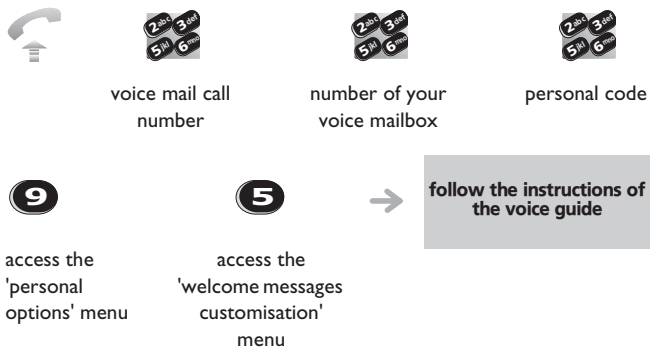 2abc 3def
5jkl 6mno
2abc 3def
5jkl 6mno
2abc 3def
5jkl 6mno
voice mail call
number
number of your
voice mailbox
personal code
9
5
follow the instructions of
the voice guide
access the
'personal
options' menu
access the
'welcome messages
customisation'
menu